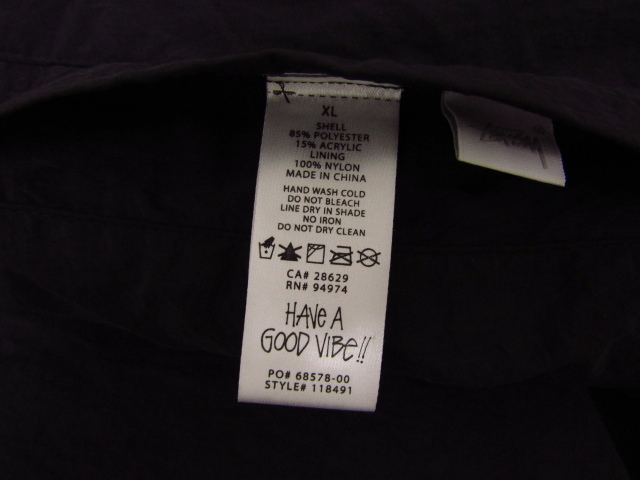 XL
SHELL
85% POLYESTER
15% ACRYLIC
LINING
100% NYLON
MADE IN CHINA
HAND WASH COLD
DO NOT BLEACH
LINE DRY IN SHADE
NO IRON
DO NOT DRY CLEAN
CA# 28629
RN# 94974
HAVE A
GOOD VIBE!!
PO# 68578-00
STYLE# 118491